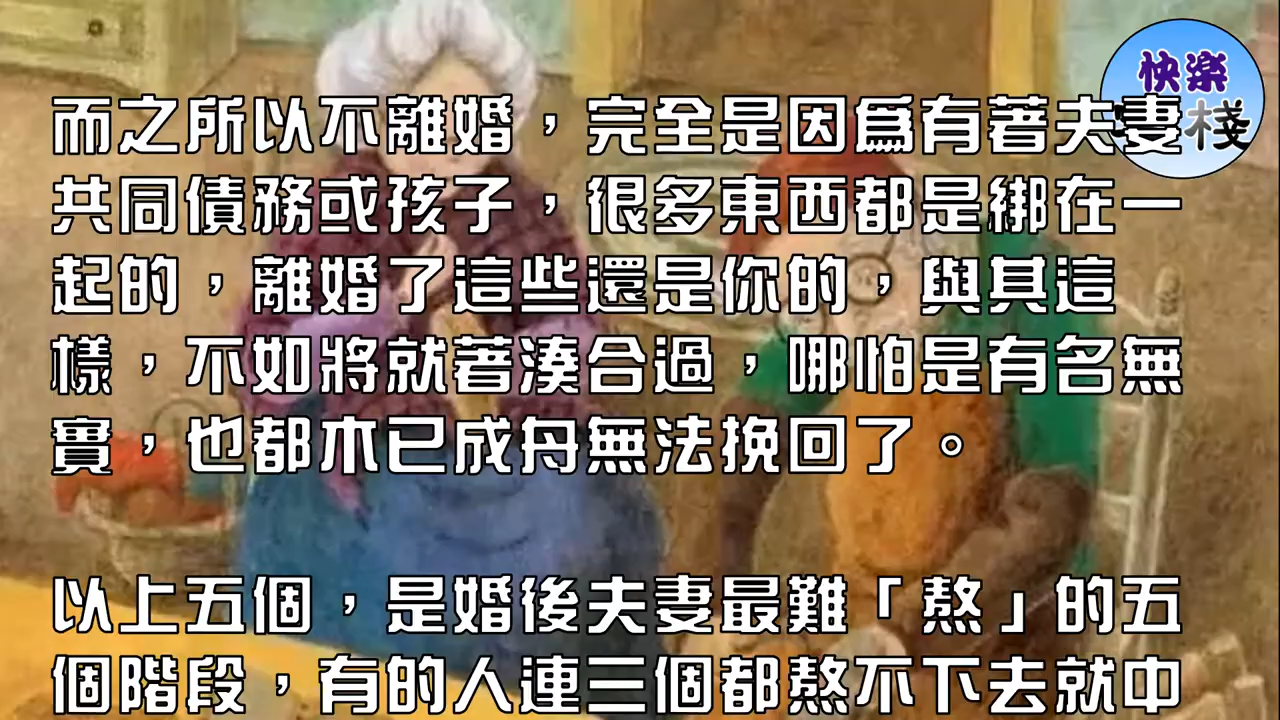 快樂
棧
而之所以不離婚，完全是因為有著夫妻
共同債務或孩子，很多東西都是綁在一
起的，離婚了這些還是你的，與其這
樣，不如將就著湊合過，哪怕是有名無
實，也都木已成舟無法挽回了。
以上五個，是婚後夫妻最難「熬」的五
個階段，有的人連三個都熬不下去就中